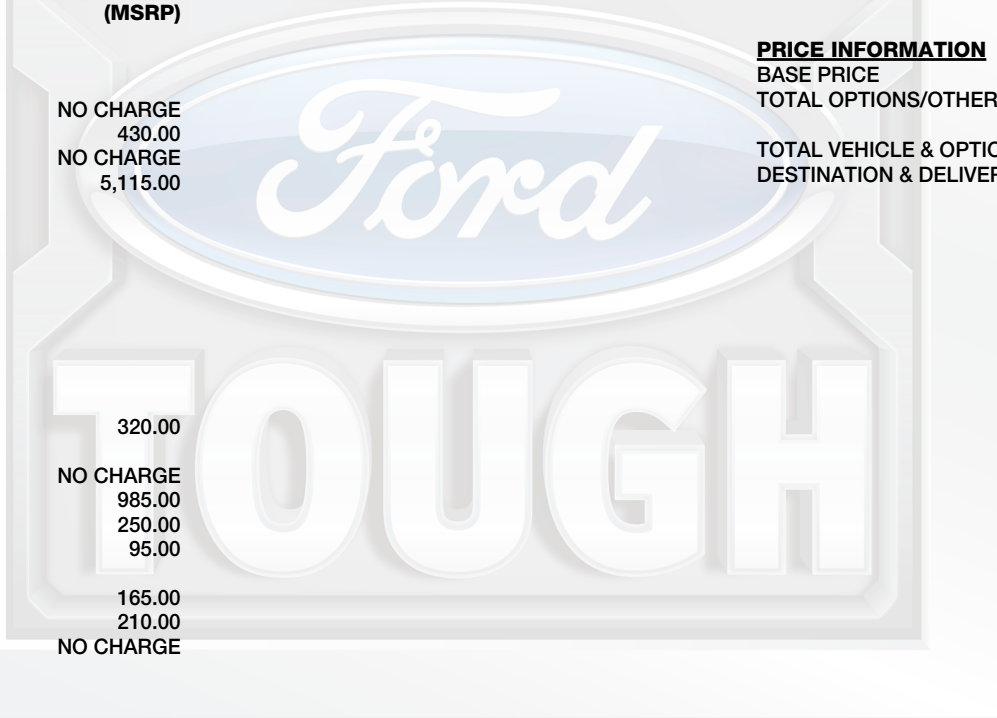 (MSRP)
NO CHARGE
430.00
NO CHARGE
5,115.00
320.00
NO CHARGE
985.00
250.00
95.00
165.00
210.00
NO CHARGE
PRICE INFORMATION
BASE PRICE
TOTAL OPTIONS/OTHER
TOTAL VEHICLE & OPTIO
DESTINATION & DELIVER
Ford
TOUGH